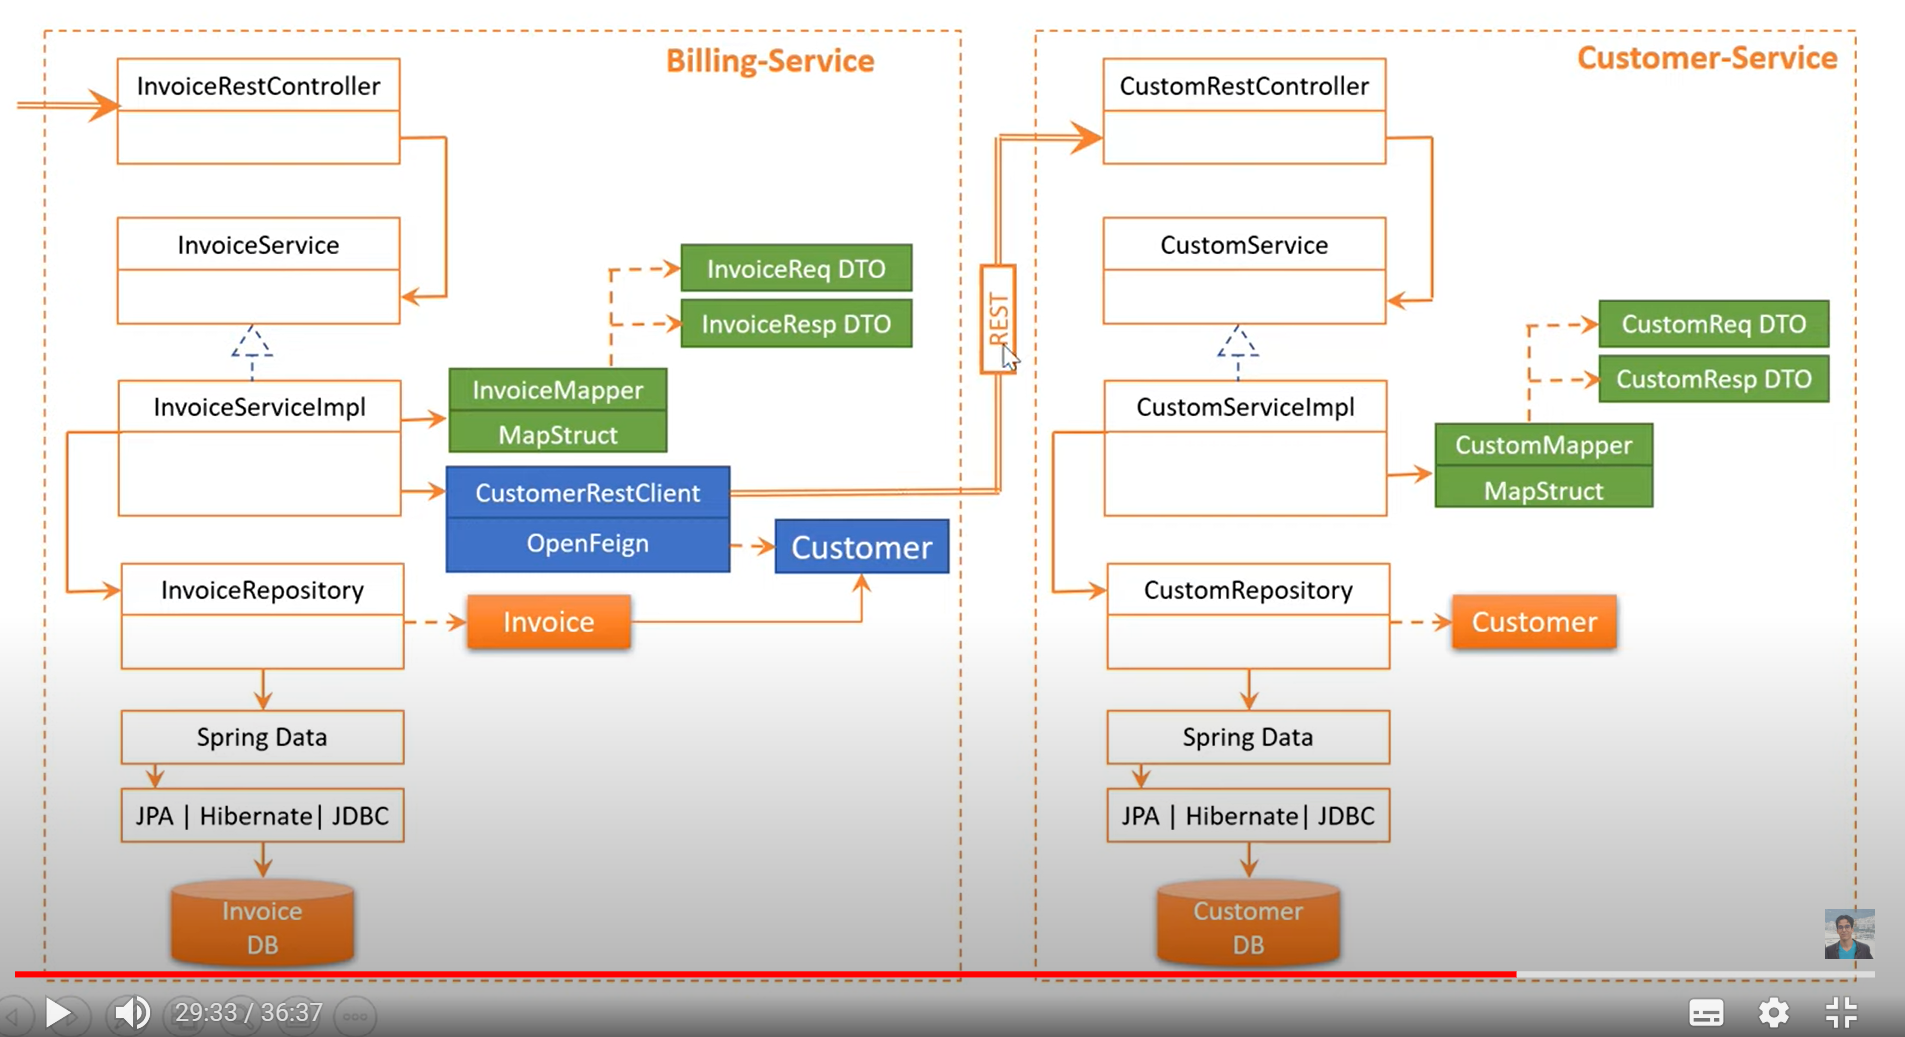 Billing-Service
InvoiceRestController
InvoiceService
InvoiceReq DTO
InvoiceResp DTO
InvoiceServiceImpl
InvoiceMapper
MapStruct
CustomerRestClient
OpenFeign
Customer
InvoiceRepository
Invoice
Spring Data
JPA | Hibernate| JDBC
Invoice
DB
REST
Customer-Service
CustomRestController
CustomService
CustomReq DTO
CustomResp DTO
CustomServiceImpl
CustomMapper
MapStruct
CustomRepository
Customer
Spring Data
JPA | Hibernate| JDBC
Customer
DB
29:33 / 36:37